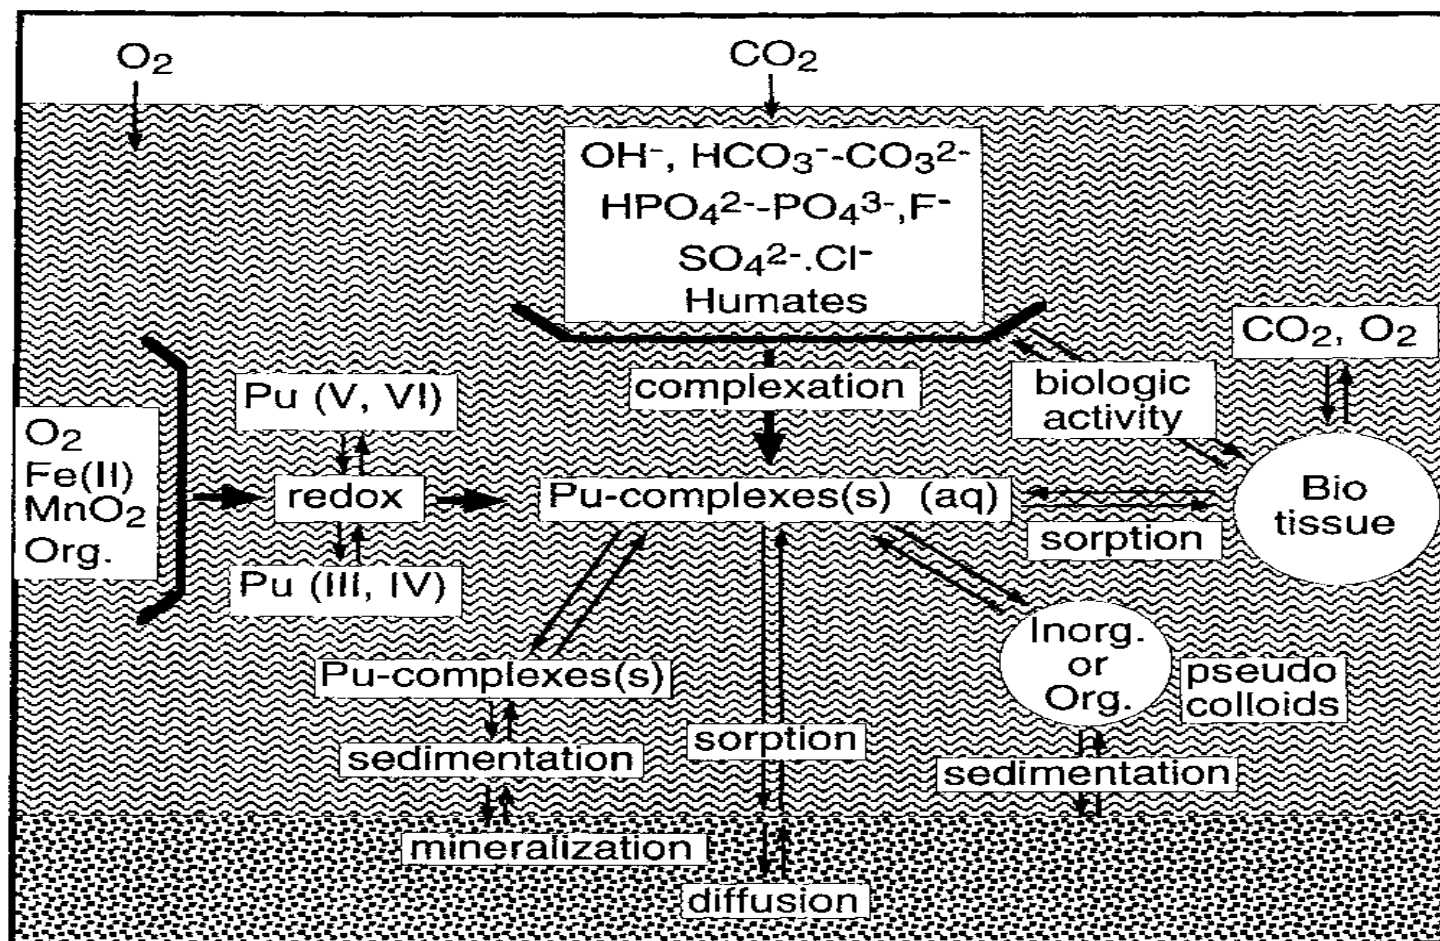 O₂
CO₂
OH⁻, HCO₃⁻-CO₃²⁻
HPO₄²⁻-PO₄³⁻,F⁻
SO₄²⁻.Cl⁻
Humates
CO₂, O₂
complexation
biologic
activity
Pu (V, VI)
O₂
Fe(II)
MnO₂
Org.
redox
Pu-complexes(s) (aq)
Bio
tissue
sorption
Pu (III, IV)
Inorg.
or
Org.
pseudo
colloids
Pu-complexes(s)
sedimentation
sorption
sedimentation
mineralization
diffusion